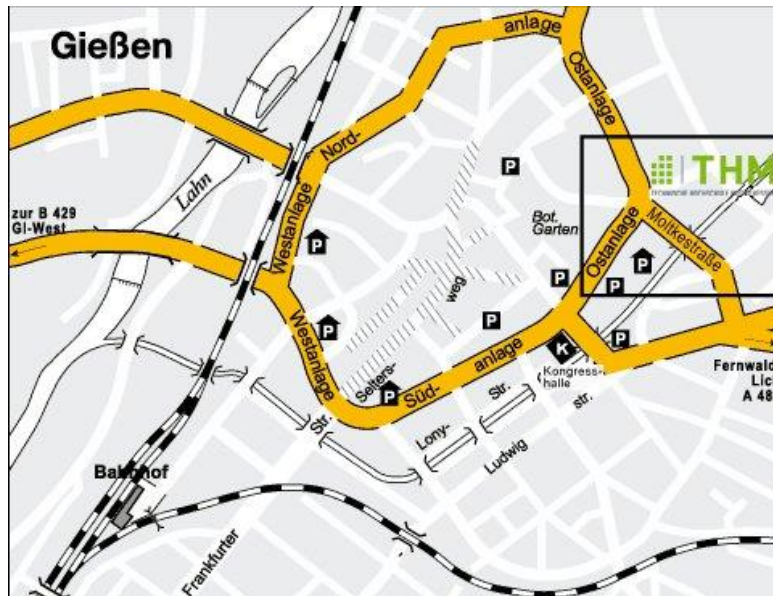 Gießen
anlage
Ostanlage
Nord-
THM
Lahn
zur B 429
GI-West
Westanlage
P
Bot.
Garten
Ostanlage
Moltkestraße
P
P
P
P
weg
P
P
Westanlage
P
K
Kongress-
halle
Süd-
anlage
Selters-
P
Str.
Lony-
Str.
Ludwig
str.
Fernwald
Lic
A 48
Bahnhof
Frankfurter